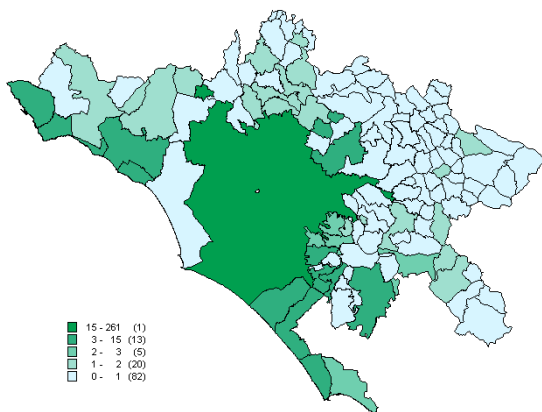 15 - 261 (1)
3 - 15 (13)
2 - 3 (5)
1 - 2 (20)
0 - 1 (82)